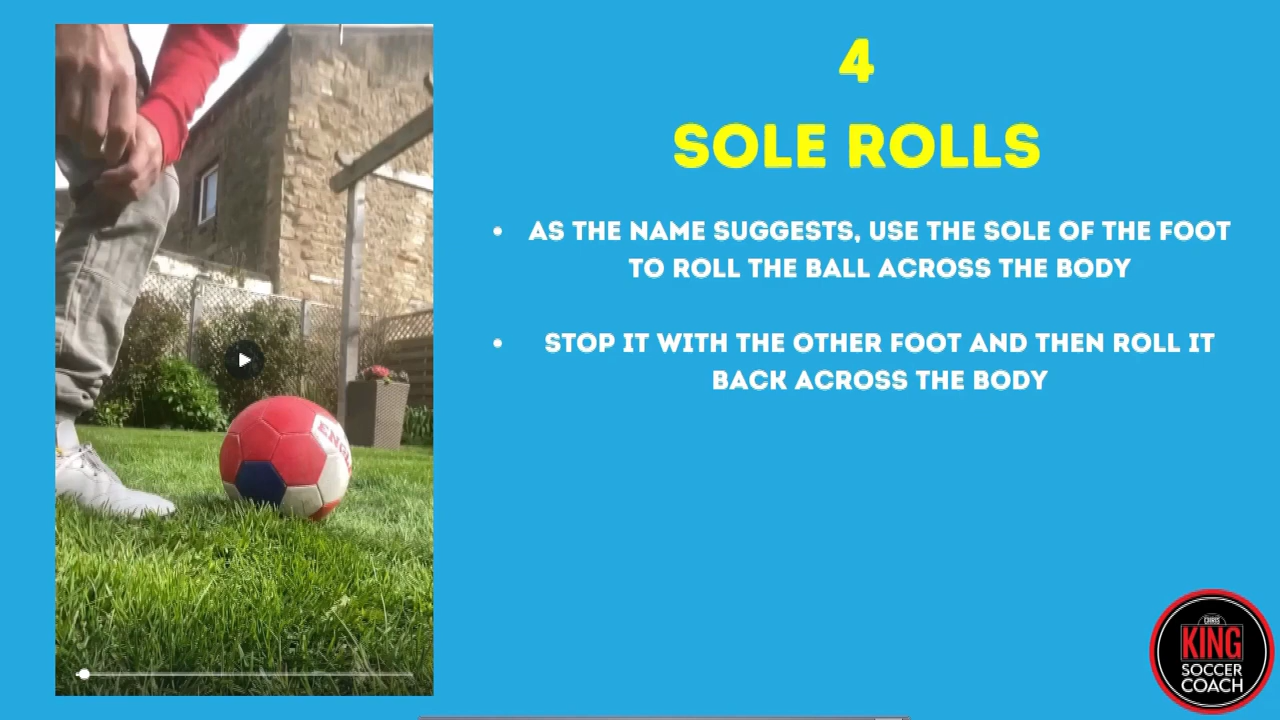 4
SOLE ROLLS
• AS THE NAME SUGGESTS, USE THE SOLE OF THE FOOT
TO ROLL THE BALL ACROSS THE BODY
• STOP IT WITH THE OTHER FOOT AND THEN ROLL IT
BACK ACROSS THE BODY
CHRIS
KING
SOCCER
COACH